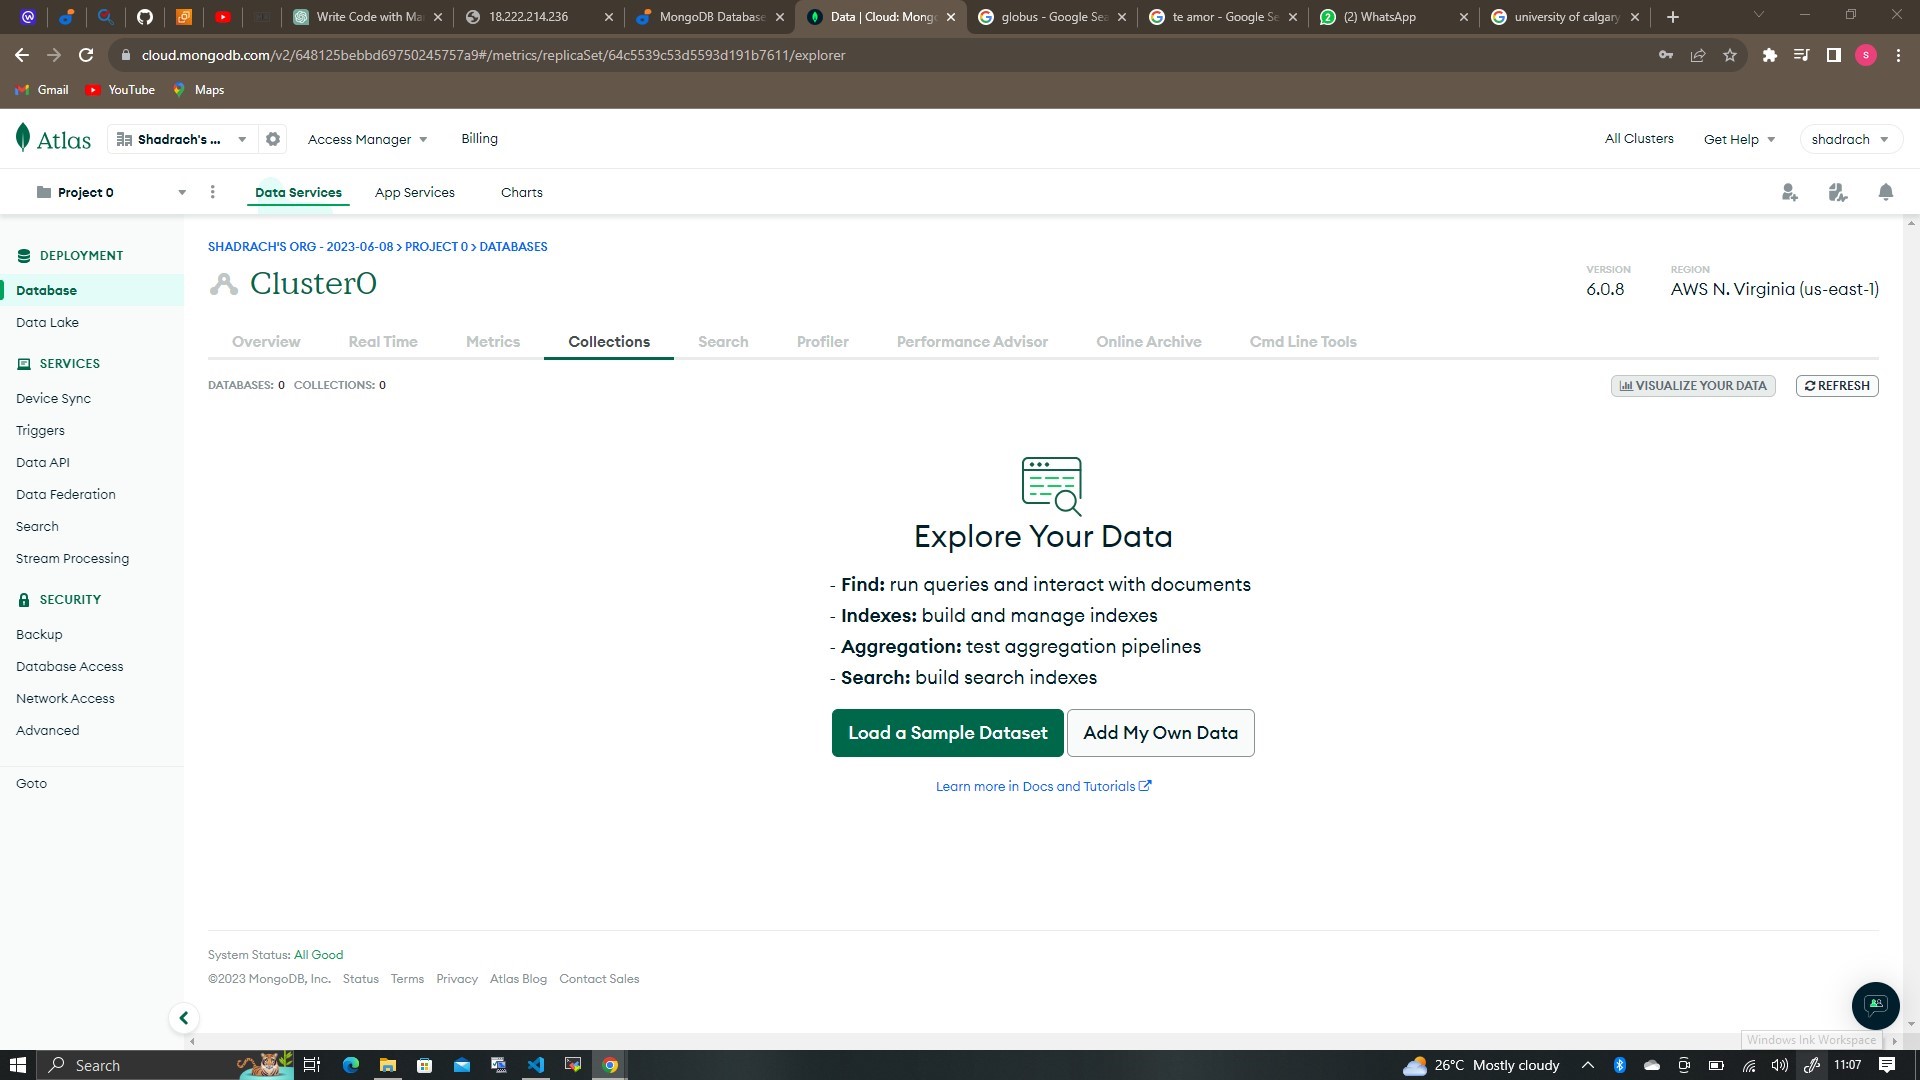 Write Code with Ma
18.222.214.236
MongoDB Database
Data | Cloud: Mong
globus - Google Sea
te amor - Google Se
(2) WhatsApp
university of calgary
cloud.mongodb.com/v2/648125bebbd69750245757a9#/metrics/replicaSet/64c5539c53d5593d191b7611/explorer
S
Gmail
YouTube
Maps
Atlas
Shadrach's ...
Access Manager
Billing
All Clusters
Get Help
shadrach
Project 0
Data Services
App Services
Charts
DEPLOYMENT
Database
Data Lake
SERVICES
Device Sync
Triggers
Data API
Data Federation
Search
Stream Processing
SECURITY
Backup
Database Access
Network Access
Advanced
Goto
SHADRACH'S ORG - 2023-06-08 > PROJECT 0 > DATABASES
Cluster0
VERSION
6.0.8
REGION
AWS N. Virginia (us-east-1)
Overview
Real Time
Metrics
Collections
Search
Profiler
Performance Advisor
Online Archive
Cmd Line Tools
DATABASES: 0 COLLECTIONS: 0
VISUALIZE YOUR DATA
REFRESH
Explore Your Data
- Find: run queries and interact with documents
- Indexes: build and manage indexes
- Aggregation: test aggregation pipelines
- Search: build search indexes
Load a Sample Dataset
Add My Own Data
Learn more in Docs and Tutorials
System Status: All Good
©2023 MongoDB, Inc. Status Terms Privacy Atlas Blog Contact Sales
Windows Ink Workspace
Search
26°C Mostly cloudy
11:07